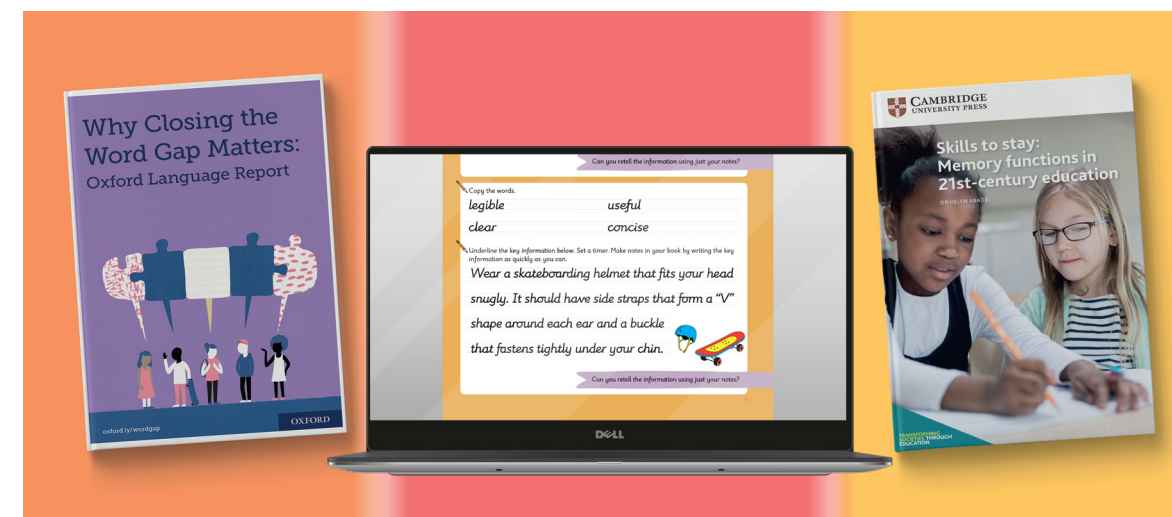 Why Closing the
Word Gap Matters:
Oxford Language Report
oxford.ly/wordgap
OXFORD
Can you retell the information using just your notes?
Copy the words.
legible useful
clear concise
Underline the key information below. Set a timer. Make notes in your book by writing the key
information as quickly as you can.
Wear a skateboarding helmet that fits your head
snugly. It should have side straps that form a “V”
shape around each ear and a buckle
that fastens tightly under your chin.
Can you retell the information using just your notes?
DELL
CAMBRIDGE
UNIVERSITY PRESS
Skills to stay:
Memory functions in
21st-century education
DR HELEN ABADZI
TRANSFORMING
SOCIETIES THROUGH
EDUCATION